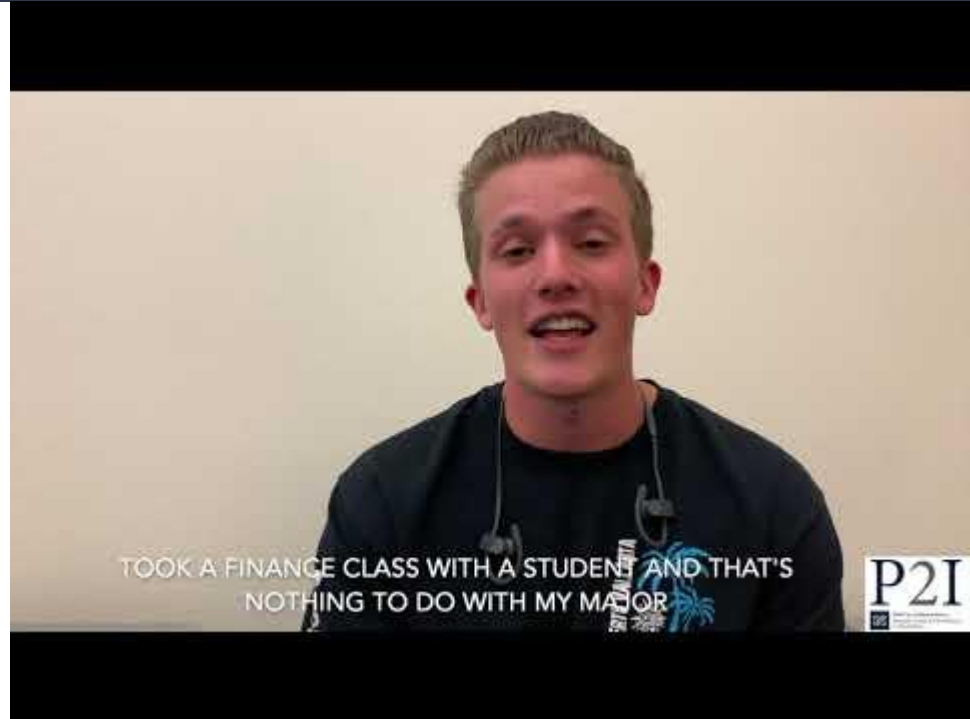 TOOK A FINANCE CLASS WITH A STUDENT AND THAT'S
NOTHING TO DO WITH MY MAJOR
P2I